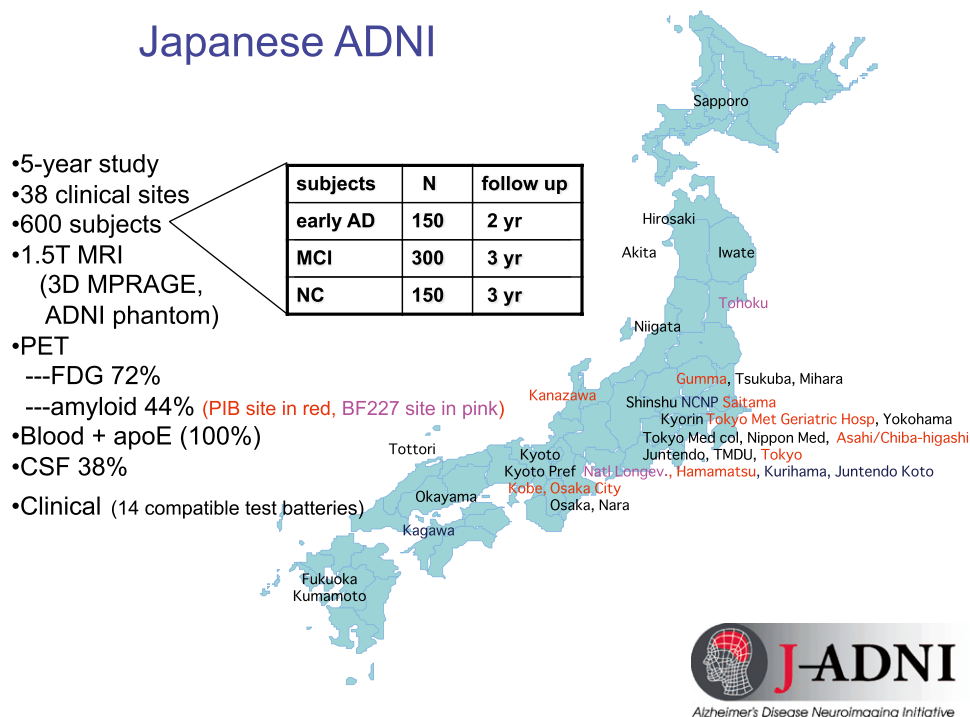 Japanese ADNI
•5-year study
•38 clinical sites
•600 subjects
•1.5T MRI
(3D MPRAGE,
ADNI phantom)
•PET
---FDG 72%
---amyloid 44% (PIB site in red, BF227 site in pink)
•Blood + apoE (100%)
•CSF 38%
•Clinical (14 compatible test batteries)
subjects N follow up
early AD 150 2 yr
MCI 300 3 yr
NC 150 3 yr
Sapporo
Hirosaki
Akita Iwate
Tohoku
Niigata
Gumma, Tsukuba, Mihara
Kanazawa
Shinshu NCNP Saitama
Kyorin Tokyo Met Geriatric Hosp, Yokohama
Tokyo Med col, Nippon Med, Asahi/Chiba-higashi
Juntendo, TMDU, Tokyo
Tottori
Kyoto
Kyoto Pref Natl Longev., Hamamatsu, Kurihama, Juntendo Koto
Kobe, Osaka City
Okayama
Osaka, Nara
Kagawa
Fukuoka
Kumamoto
J-ADNI
Alzheimer's Disease Neuroimaging Initiative